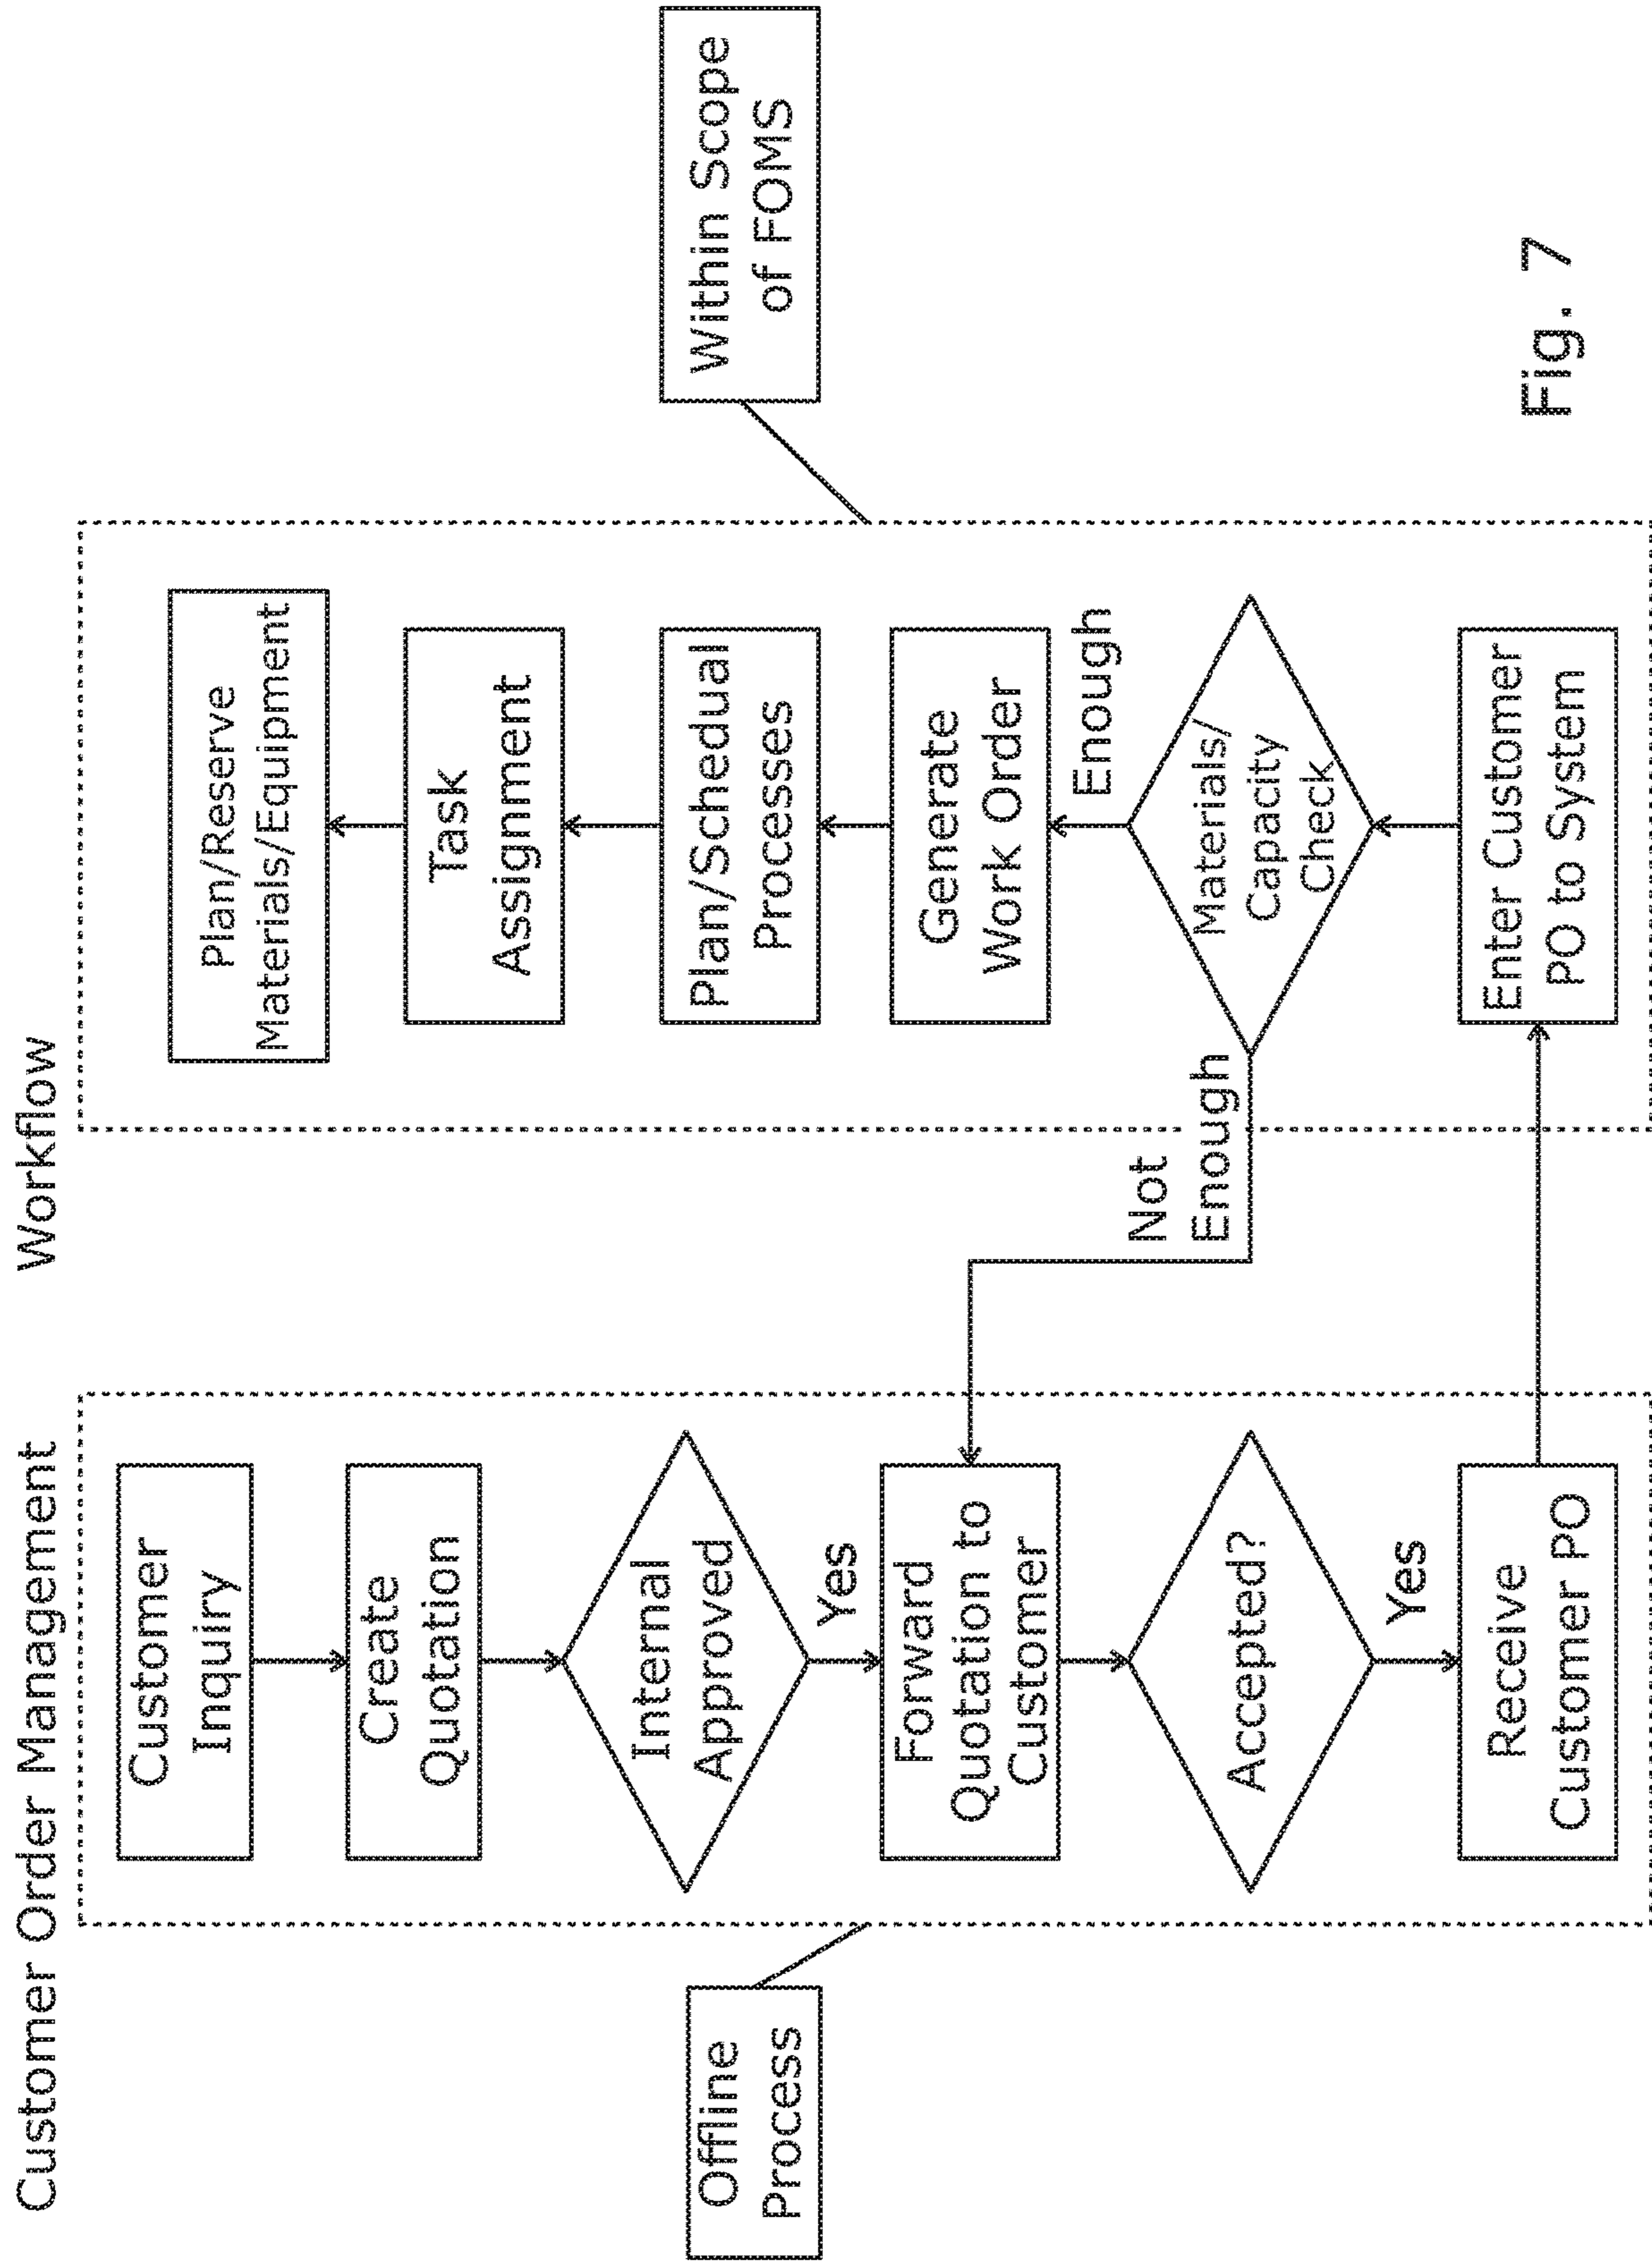 Customer Order Management
Workflow
Offline
Process
Customer
Inquiry
Create
Quotation
Internal
Approved
Yes
Forward
Quotation to
Customer
Accepted?
Yes
Receive
Customer PO
Not
Enough
Plan/Reserve
Materials/Equipment
Task
Assignment
Plan/Schedual
Processes
Generate
Work Order
Enough
Materials/
Capacity
Check
Enter Customer
PO to System
Within Scope
of FOMS
Fig. 7